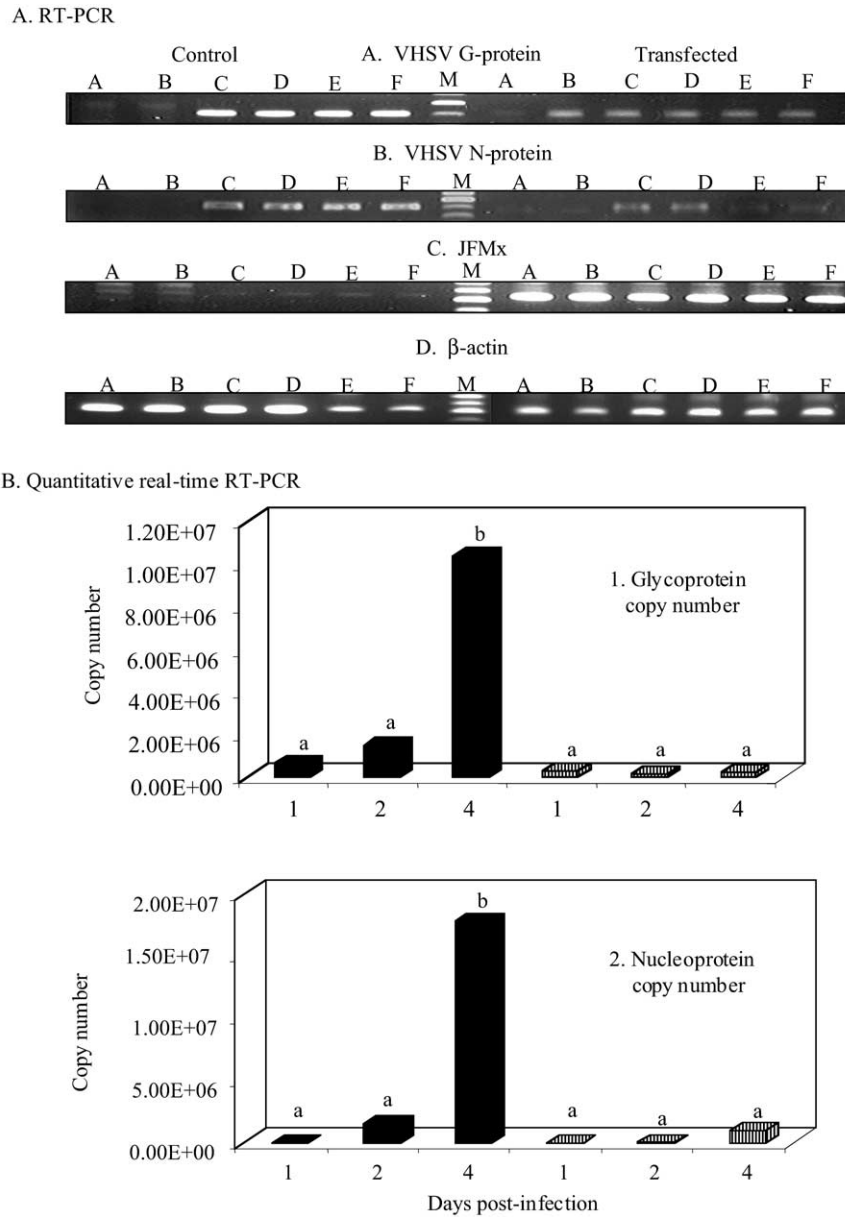 A. RT-PCR
Control A. VHSV G-protein Transfected
A B C D E F M A B C D E F
B. VHSV N-protein
A B C D E F M A B C D E F
C. JFMx
A B C D E F M A B C D E F
D. β-actin
A B C D E F M A B C D E F
B. Quantitative real-time RT-PCR
1.20E+07
1.00E+07
8.00E+06
6.00E+06
4.00E+06
2.00E+06
0.00E+00
Copy number
a a b a a a
1. Glycoprotein
copy number
1 2 4 1 2 4
2.00E+07
1.50E+07
1.00E+07
5.00E+06
0.00E+00
Copy number
a a b a a a
2. Nucleoprotein
copy number
1 2 4 1 2 4
Days post-infection